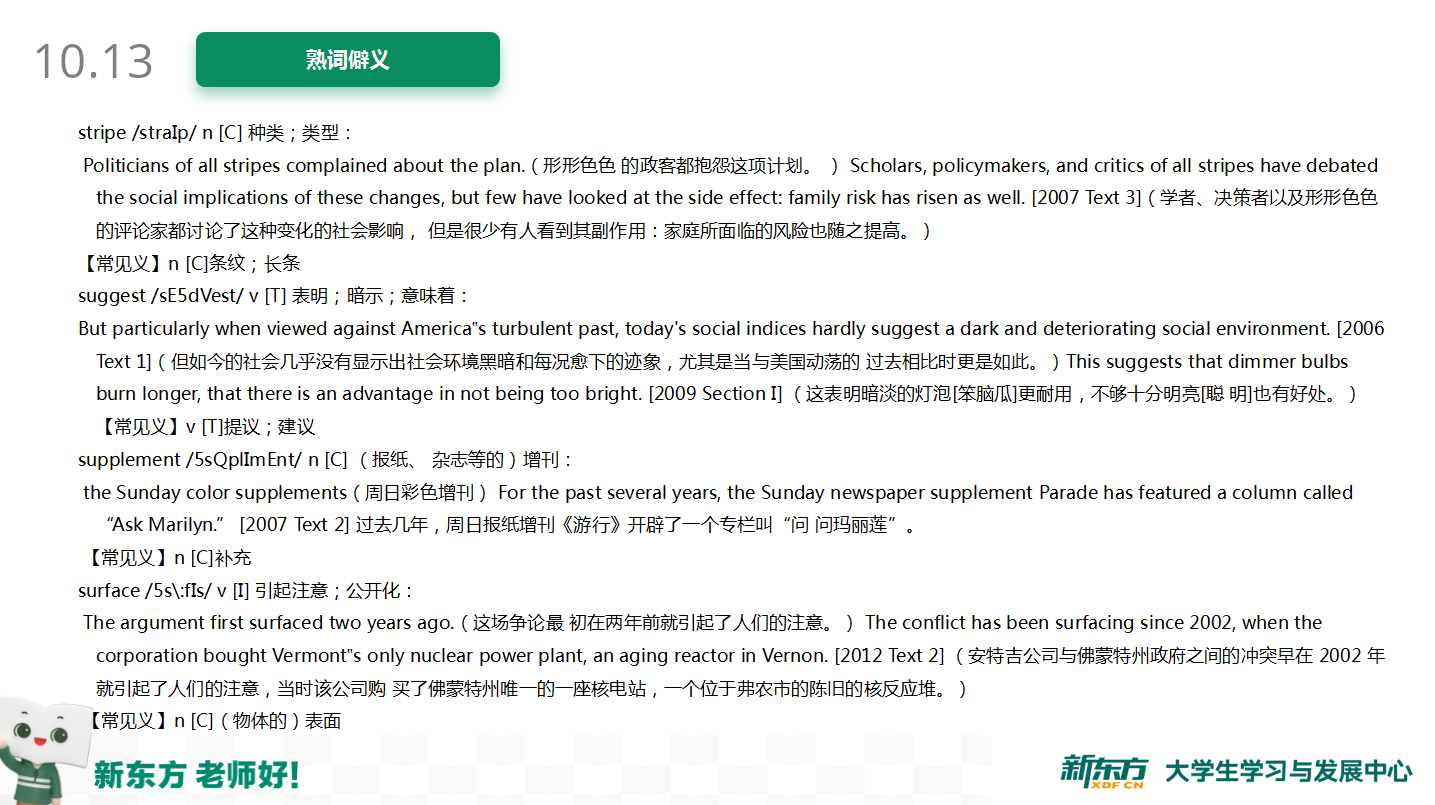 10.13
熟词僻义
stripe /straIp/ n [C] 种类；类型：
Politicians of all stripes complained about the plan.（形形色色 的政客都抱怨这项计划。 ） Scholars, policymakers, and critics of all stripes have debated
the social implications of these changes, but few have looked at the side effect: family risk has risen as well. [2007 Text 3]（学者、决策者以及形形色色
的评论家都讨论了这种变化的社会影响， 但是很少有人看到其副作用：家庭所面临的风险也随之提高。）
【常见义】n [C]条纹；长条
suggest /sE5dVest/ v [T] 表明；暗示；意味着：
But particularly when viewed against America‟s turbulent past, today's social indices hardly suggest a dark and deteriorating social environment. [2006
Text 1]（但如今的社会几乎没有显示出社会环境黑暗和每况愈下的迹象，尤其是当与美国动荡的 过去相比时更是如此。）This suggests that dimmer bulbs
burn longer, that there is an advantage in not being too bright. [2009 Section I] （这表明暗淡的灯泡[笨脑瓜]更耐用，不够十分明亮[聪 明]也有好处。）
【常见义】v [T]提议；建议
supplement /5sQplImEnt/ n [C] （报纸、 杂志等的）增刊：
the Sunday color supplements（周日彩色增刊） For the past several years, the Sunday newspaper supplement Parade has featured a column called
“Ask Marilyn.” [2007 Text 2] 过去几年，周日报纸增刊《游行》开辟了一个专栏叫“问 问玛丽莲”。
【常见义】n [C]补充
surface /5s\:fIs/ v [I] 引起注意；公开化：
The argument first surfaced two years ago.（这场争论最 初在两年前就引起了人们的注意。） The conflict has been surfacing since 2002, when the
corporation bought Vermont‟s only nuclear power plant, an aging reactor in Vernon. [2012 Text 2] （安特吉公司与佛蒙特州政府之间的冲突早在 2002 年
就引起了人们的注意，当时该公司购 买了佛蒙特州唯一的一座核电站，一个位于弗农市的陈旧的核反应堆。）
【常见义】n [C]（物体的）表面
新东方 老师好!
新东方 XDF.CN 大学生学习与发展中心